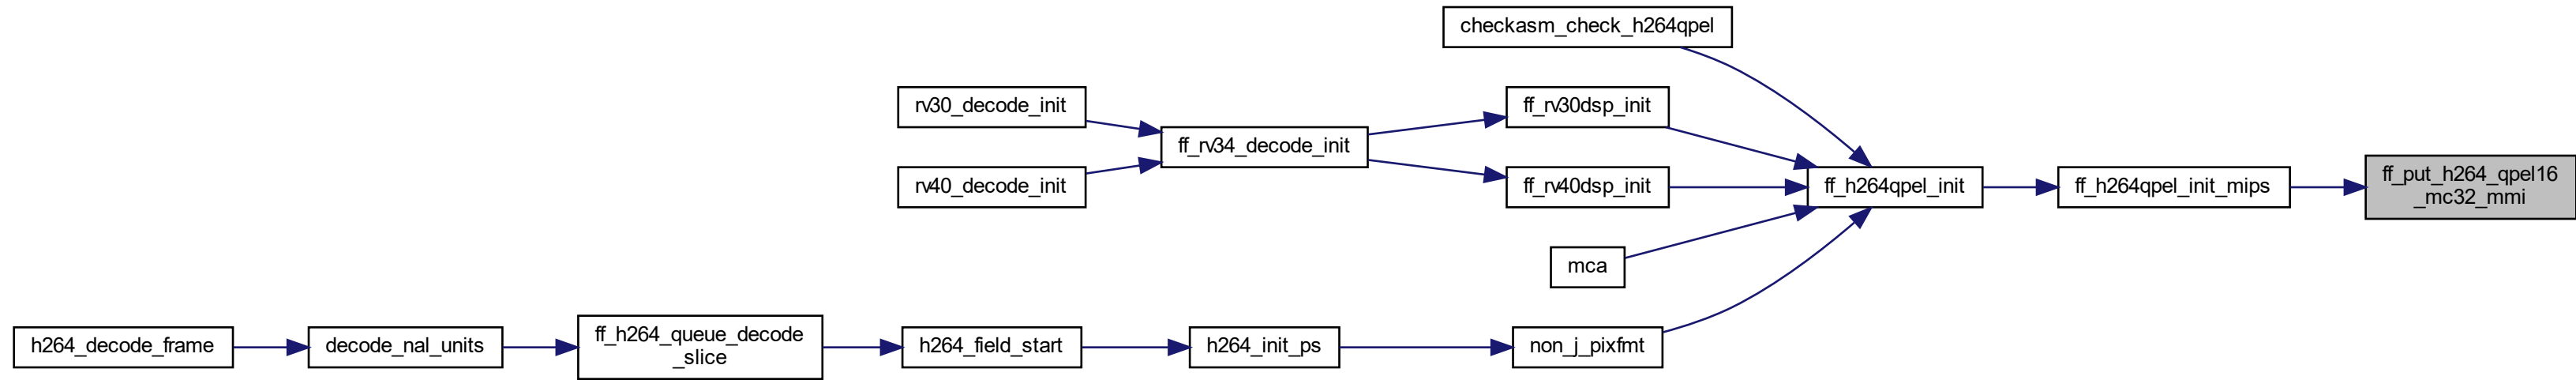 checkasm_check_h264qpel
rv30_decode_init
ff_rv30dsp_init
ff_rv34_decode_init
ff_put_h264_qpel16
_mc32_mmi
rv40_decode_init
ff_rv40dsp_init
ff_h264qpel_init
ff_h264qpel_init_mips
mca
h264_decode_frame
decode_nal_units
ff_h264_queue_decode
_slice
h264_field_start
h264_init_ps
non_j_pixfmt